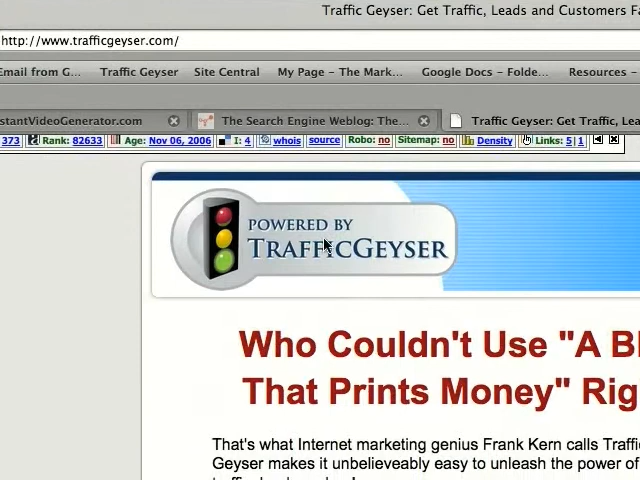 Traffic Geyser: Get Traffic, Leads and Customers Fa
http://www.trafficgeyser.com/
Email from G... Traffic Geyser Site Central My Page – The Mark... Google Docs – Folde... Resources –
stantVideoGenerator.com The Search Engine Weblog: The... Traffic Geyser: Get Traffic, Lea
373 Rank: 82633 Age: Nov 06, 2006 I: 4 whois source Robo: no Sitemap: no Density Links: 5|1
POWERED BY
TRAFFICGEYSER
Who Couldn't Use "A Bl
That Prints Money" Rig
That's what Internet marketing genius Frank Kern calls Traffi
Geyser makes it unbelieveably easy to unleash the power of